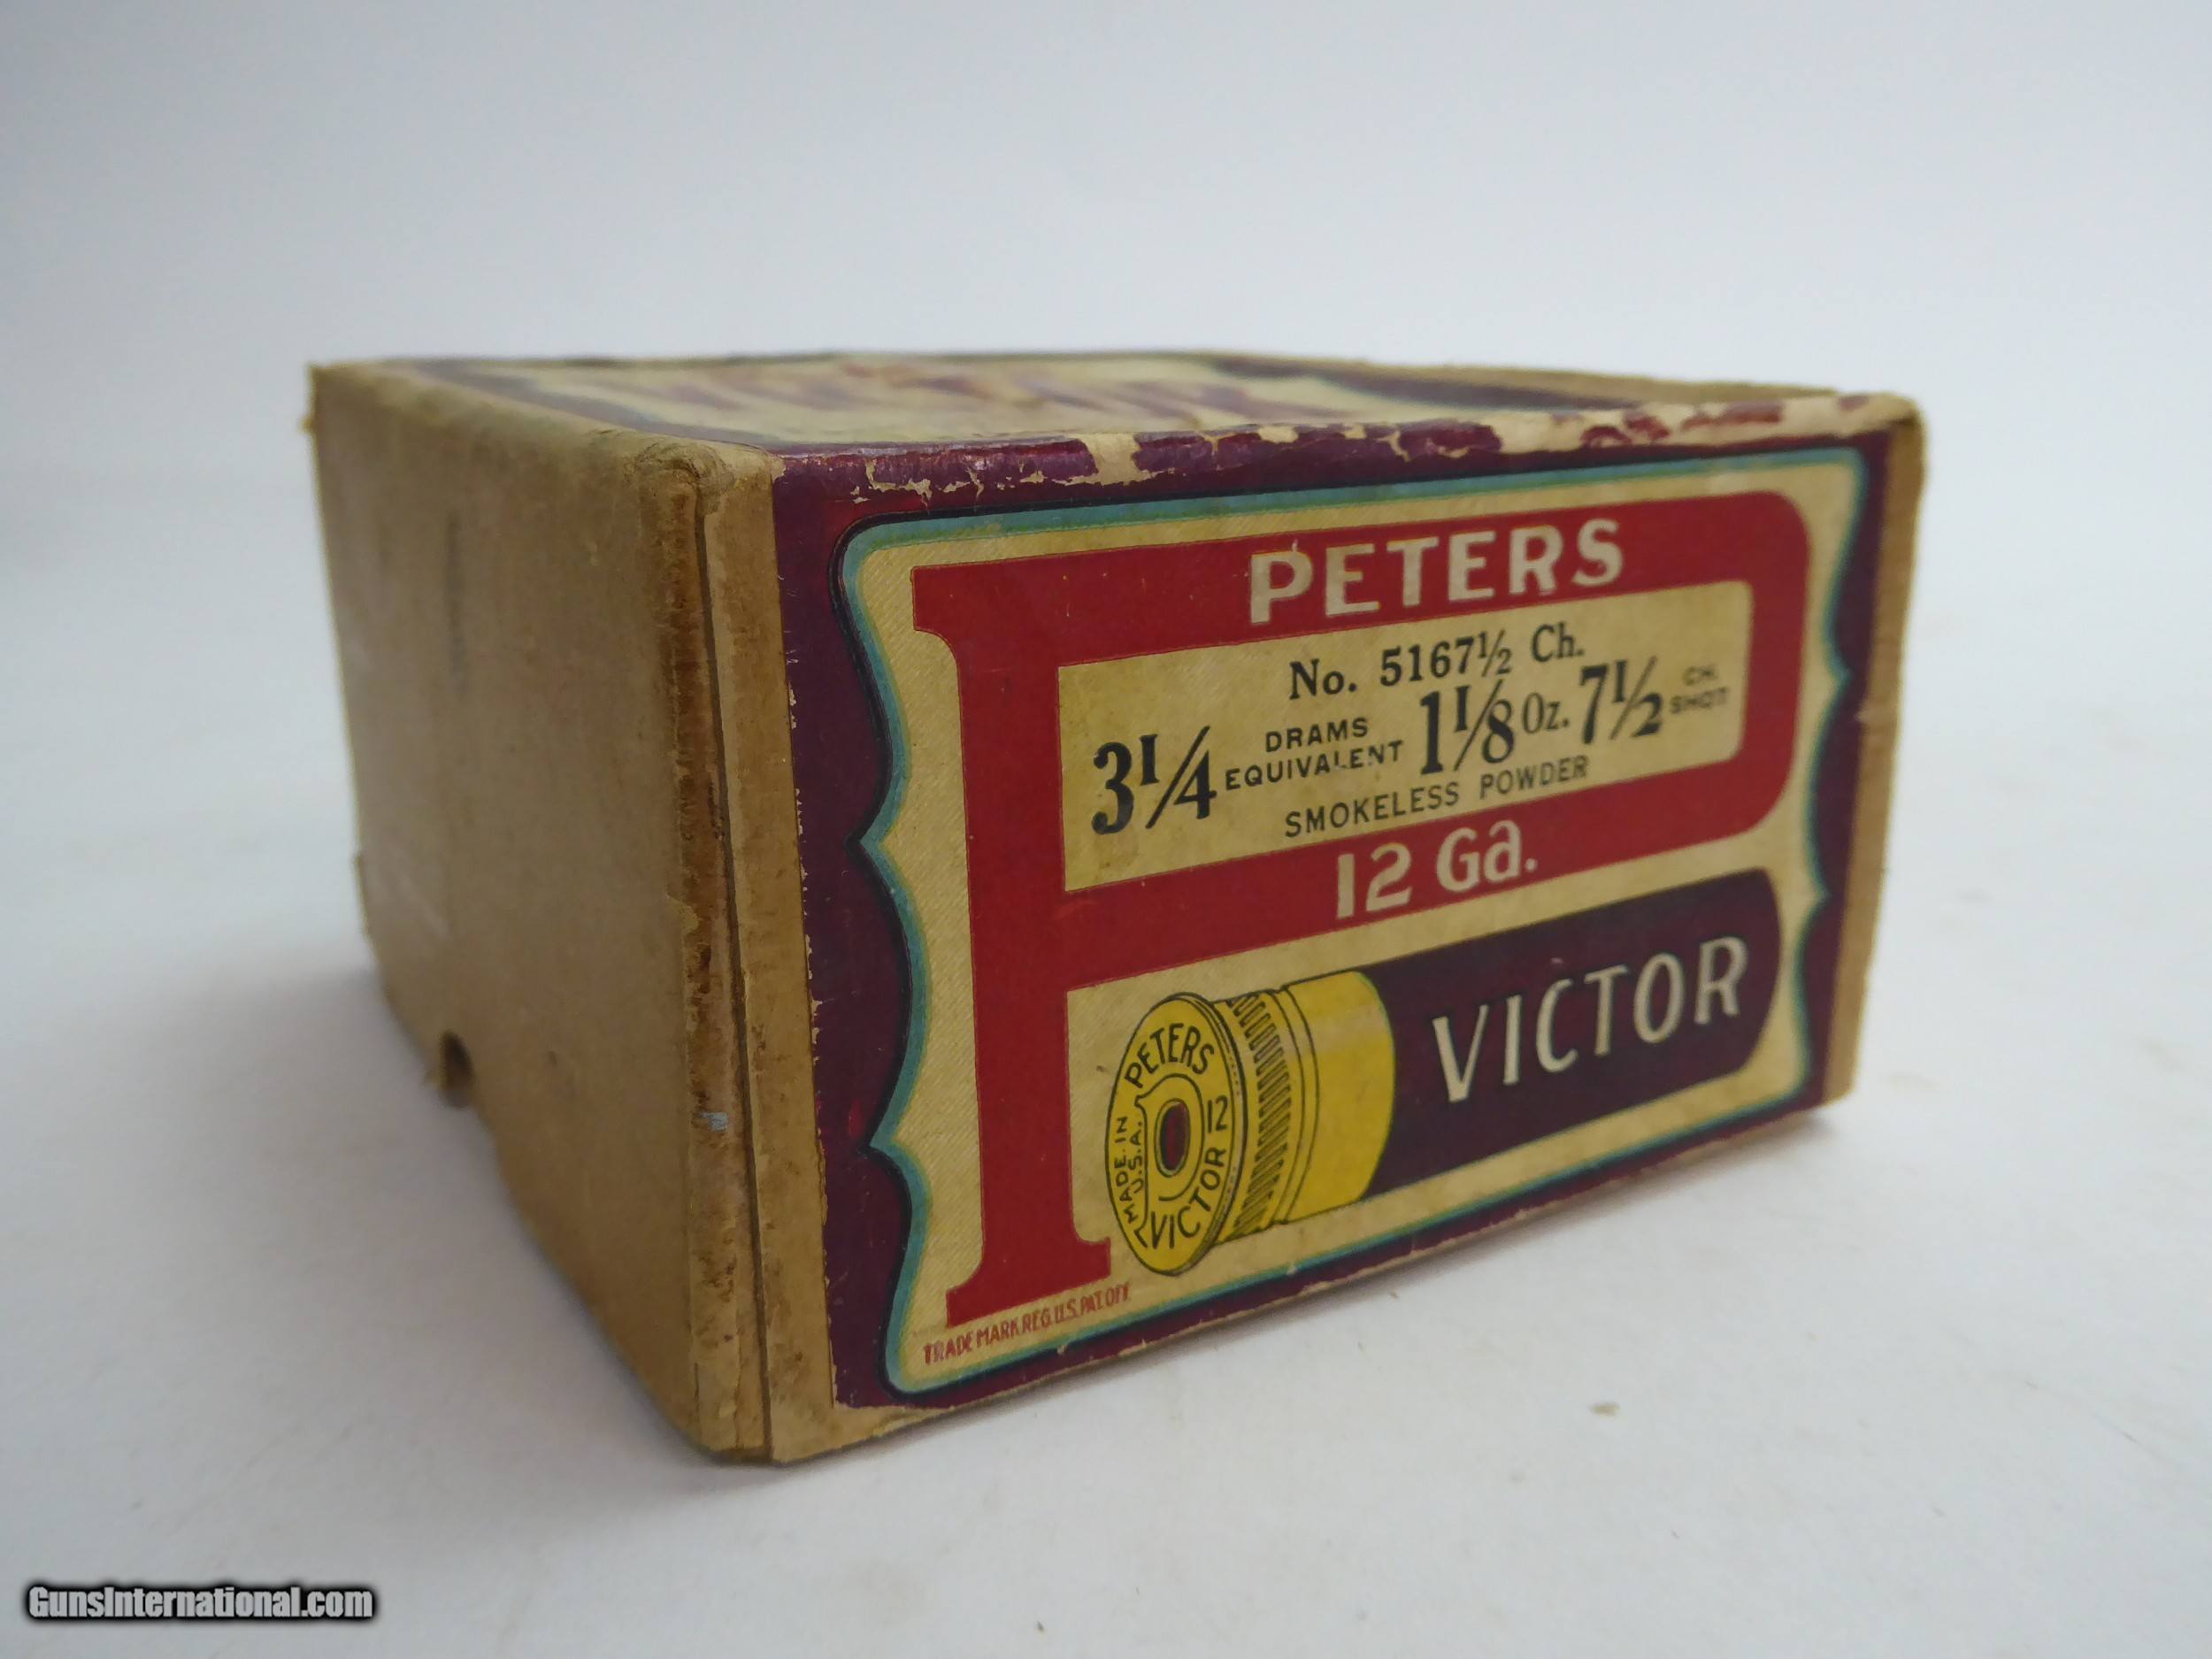 PETERS
No. 5167½ Ch.
3¼ DRAMS EQUIVALENT 1⅛ Oz. 7½ CH. SHOT
SMOKELESS POWDER
12 Ga.
VICTOR
PETERS
12
VICTOR
MADE IN
U.S.A.
TRADE MARK REG. U.S. PAT. OFF.
GunsInternational.com